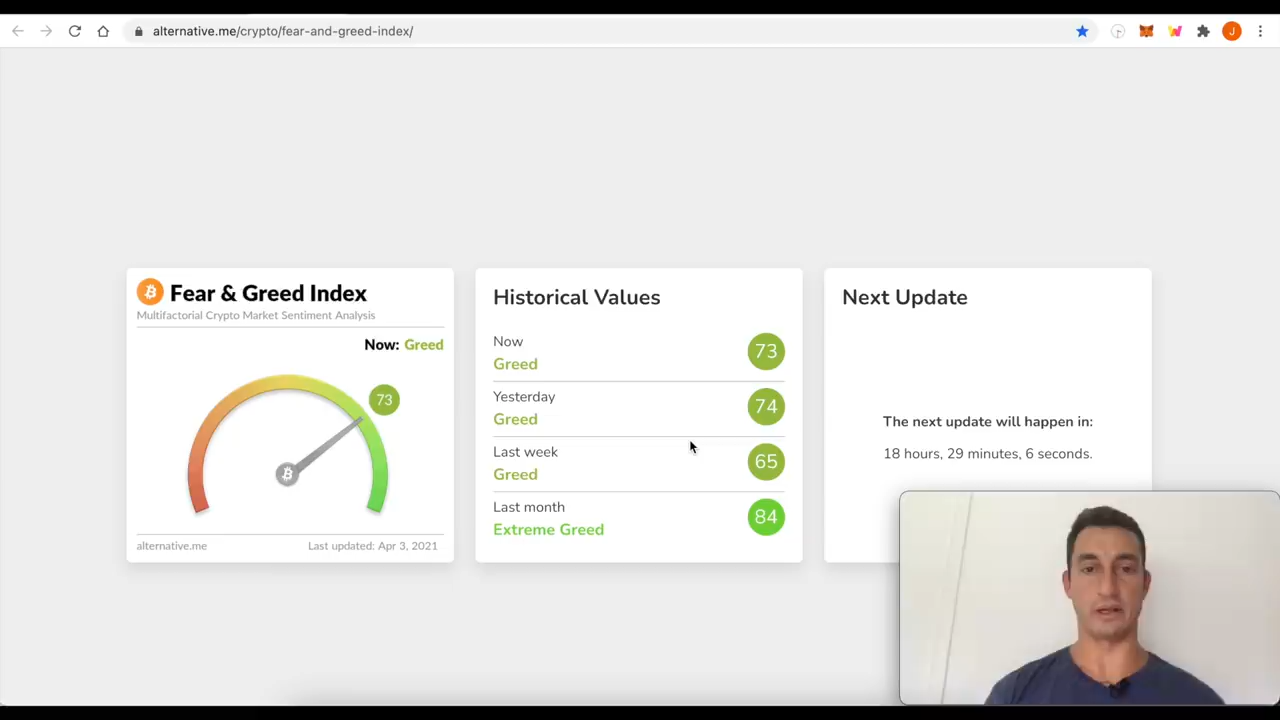 alternative.me/crypto/fear-and-greed-index/
J
Fear & Greed Index
Multifactorial Crypto Market Sentiment Analysis
Now: Greed
73
alternative.me
Last updated: Apr 3, 2021
Historical Values
Now
Greed
73
Yesterday
Greed
74
Last week
Greed
65
Last month
Extreme Greed
84
Next Update
The next update will happen in:
18 hours, 29 minutes, 6 seconds.